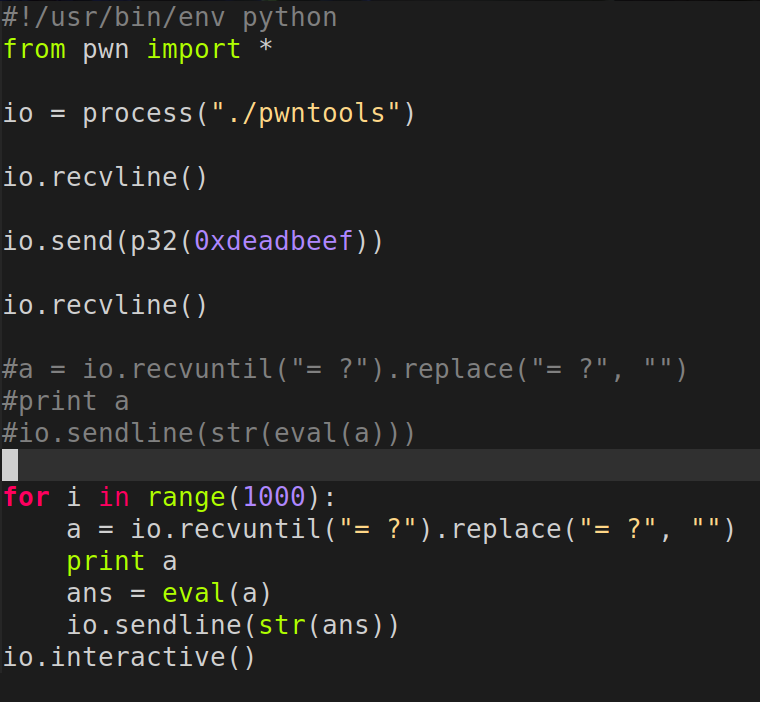 #!/usr/bin/env python
from pwn import *
io = process("./pwntools")
io.recvline()
io.send(p32(0xdeadbeef))
io.recvline()
#a = io.recvuntil("= ?").replace("= ?", "")
#print a
#io.sendline(str(eval(a)))
for i in range(1000):
    a = io.recvuntil("= ?").replace("= ?", "")
    print a
    ans = eval(a)
    io.sendline(str(ans))
io.interactive()